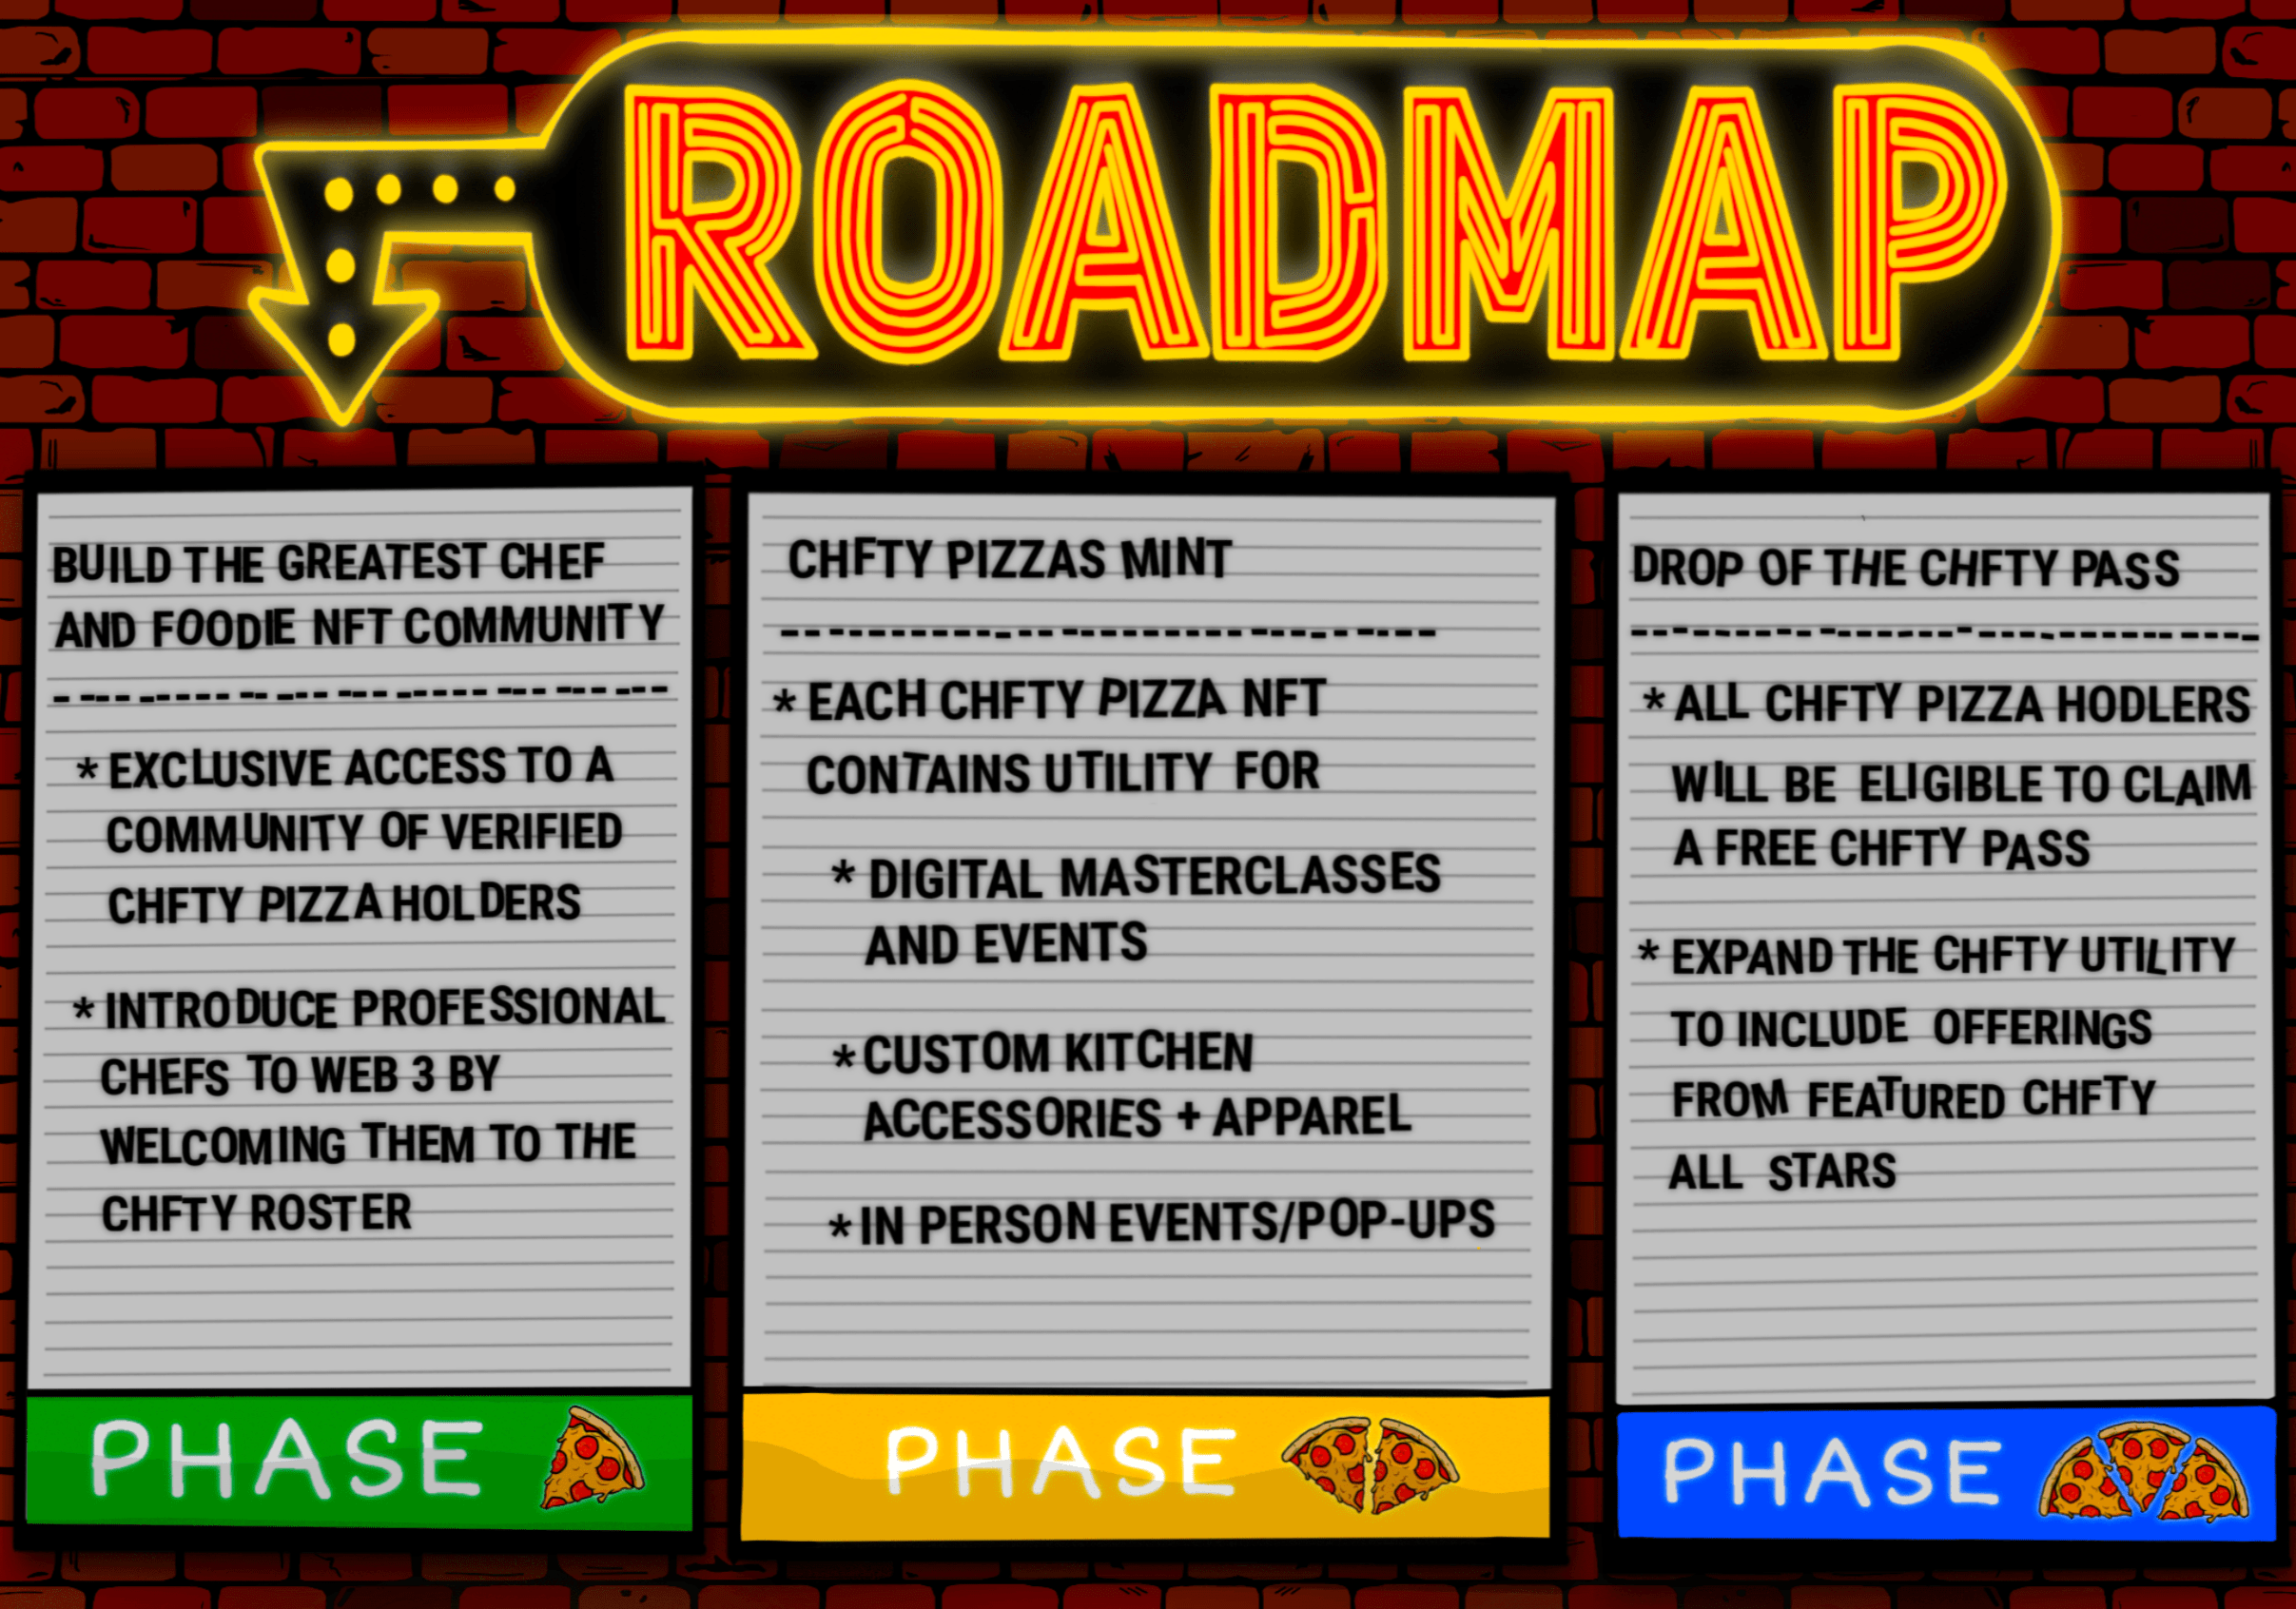 ROADMAP
BUILD THE GREATEST CHEF
AND FOODIE NFT COMMUNITY
* EXCLUSIVE ACCESS TO A
COMMUNITY OF VERIFIED
CHFTY PIZZA HOLDERS
* INTRODUCE PROFESSIONAL
CHEFS TO WEB 3 BY
WELCOMING THEM TO THE
CHFTY ROSTER
PHASE
CHFTY PIZZAS MINT
* EACH CHFTY PIZZA NFT
CONTAINS UTILITY FOR
* DIGITAL MASTERCLASSES
AND EVENTS
* CUSTOM KITCHEN
ACCESSORIES + APPAREL
* IN PERSON EVENTS/POP-UPS
PHASE
DROP OF THE CHFTY PASS
* ALL CHFTY PIZZA HODLERS
WILL BE ELIGIBLE TO CLAIM
A FREE CHFTY PASS
* EXPAND THE CHFTY UTILITY
TO INCLUDE OFFERINGS
FROM FEATURED CHFTY
ALL STARS
PHASE